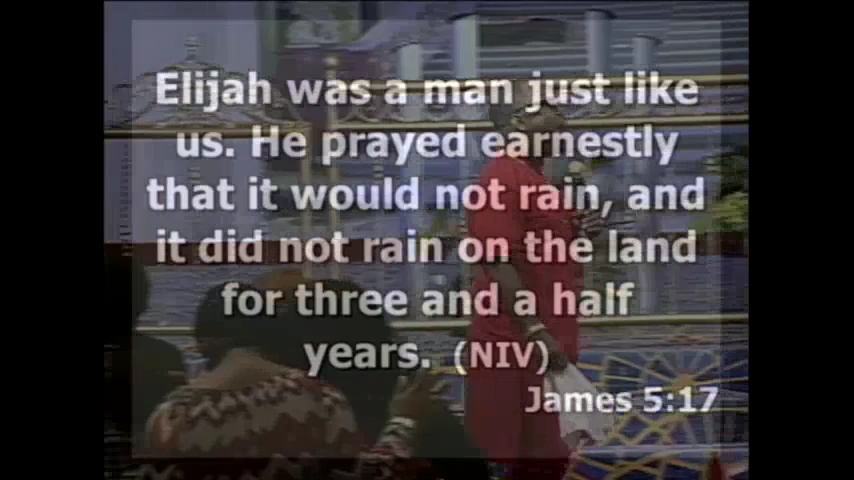 Elijah was a man just like
us. He prayed earnestly
that it would not rain, and
it did not rain on the land
for three and a half
years. (NIV)
James 5:17